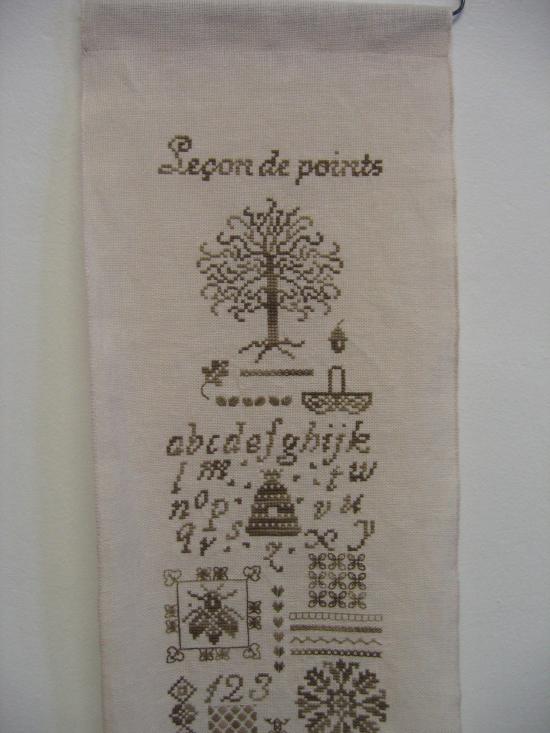 Leçon de points
abcdefghijk
l m t w
n o p v u
q r s x y
z
123